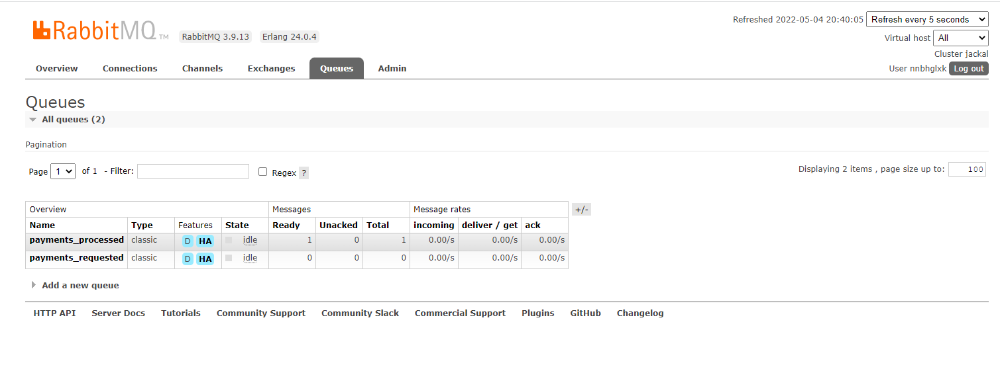 Refreshed 2022-05-04 20:40:05 Refresh every 5 seconds
RabbitMQ TM RabbitMQ 3.9.13 Erlang 24.0.4
Virtual host All
Cluster jackal
User nnbhglxk Log out
Overview Connections Channels Exchanges Queues Admin
Queues
All queues (2)
Pagination
Page 1 of 1 - Filter: Regex ?
Displaying 2 items , page size up to: 100
Overview Messages Message rates +/-
Name Type Features State Ready Unacked Total incoming deliver / get ack
payments_processed classic D HA idle 1 0 1 0.00/s 0.00/s 0.00/s
payments_requested classic D HA idle 0 0 0 0.00/s 0.00/s 0.00/s
Add a new queue
HTTP API Server Docs Tutorials Community Support Community Slack Commercial Support Plugins GitHub Changelog